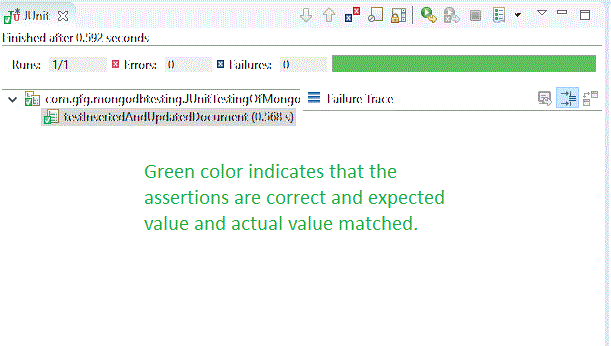 JUnit
Finished after 0.592 seconds
Runs: 1/1 Errors: 0 Failures: 0
com.gfg.mongodbtesting.JUnitTestingOfMongo Failure Trace
testInsertedAndUpdatedDocument (0.568 s)
Green color indicates that the
assertions are correct and expected
value and actual value matched.